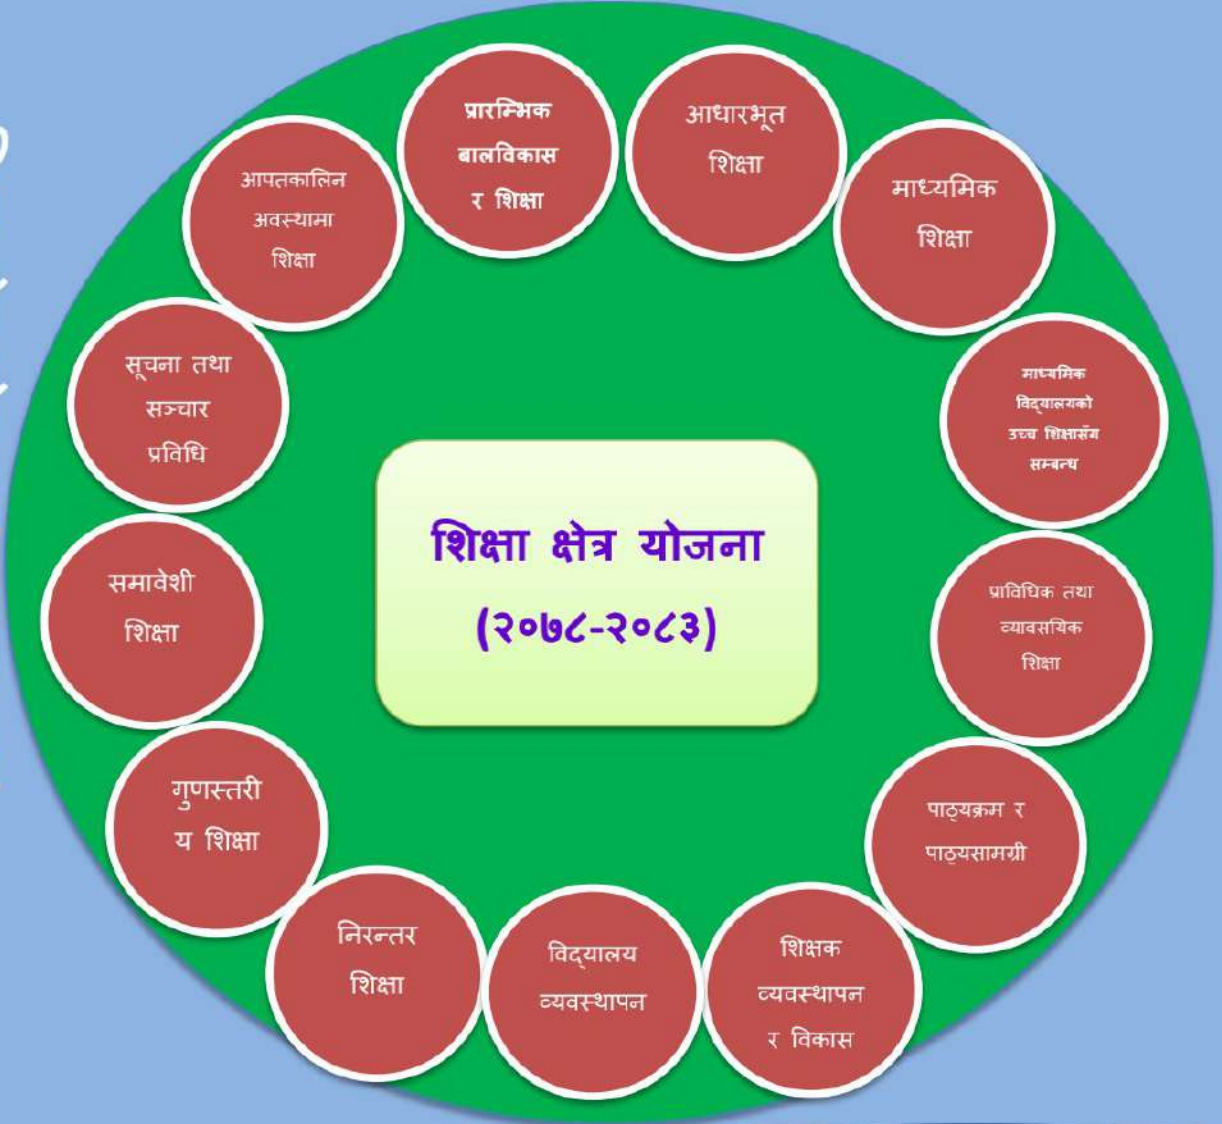 प्रारम्भिक
बालविकास
र शिक्षा
आधारभूत
शिक्षा
माध्यमिक
शिक्षा
माध्यमिक
विद्यालयको
उच्च शिक्षासँग
सम्बन्ध
प्राविधिक तथा
व्यावसयिक
शिक्षा
पाठ्यक्रम र
पाठ्यसामग्री
शिक्षक
व्यवस्थापन
र विकास
विद्यालय
व्यवस्थापन
निरन्तर
शिक्षा
गुणस्तरी
य शिक्षा
समावेशी
शिक्षा
सूचना तथा
सञ्चार
प्रविधि
आपतकालिन
अवस्थामा
शिक्षा
शिक्षा क्षेत्र योजना
(२०७८-२०८३)